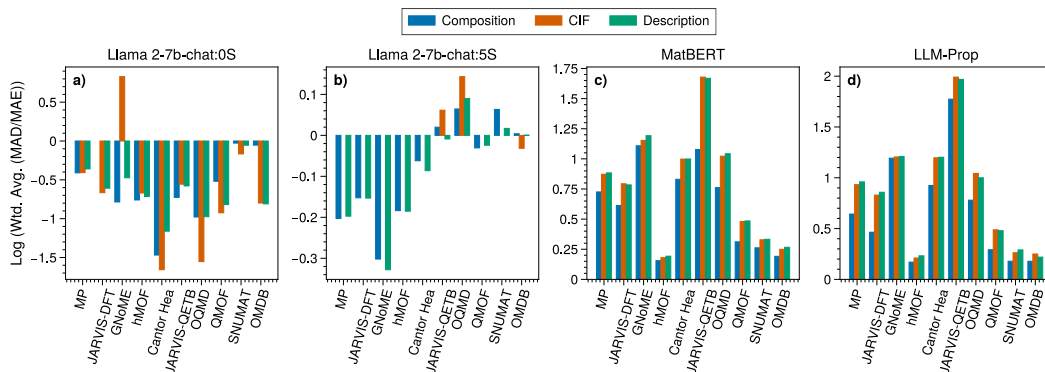 Composition CIF Description
Llama 2-7b-chat:0S
Llama 2-7b-chat:5S
MatBERT
LLM-Prop
Log (Wtd. Avg. (MAD/MAE))
a)
0.5
0
−0.5
−1
−1.5
MP
JARVIS-DFT
GNoME
hMOF
Cantor Hea
JARVIS-QETB
OQMD
QMOF
SNUMAT
OMDB
b)
0.1
0
−0.1
−0.2
−0.3
MP
JARVIS-DFT
GNoME
hMOF
Cantor Hea
JARVIS-QETB
OQMD
QMOF
SNUMAT
OMDB
c)
1.75
1.5
1.25
1
0.75
0.5
0.25
0
MP
JARVIS-DFT
GNoME
hMOF
Cantor Hea
JARVIS-QETB
OQMD
QMOF
SNUMAT
OMDB
d)
2
1.5
1
0.5
0
MP
JARVIS-DFT
GNoME
hMOF
Cantor Hea
JARVIS-QETB
OQMD
QMOF
SNUMAT
OMDB